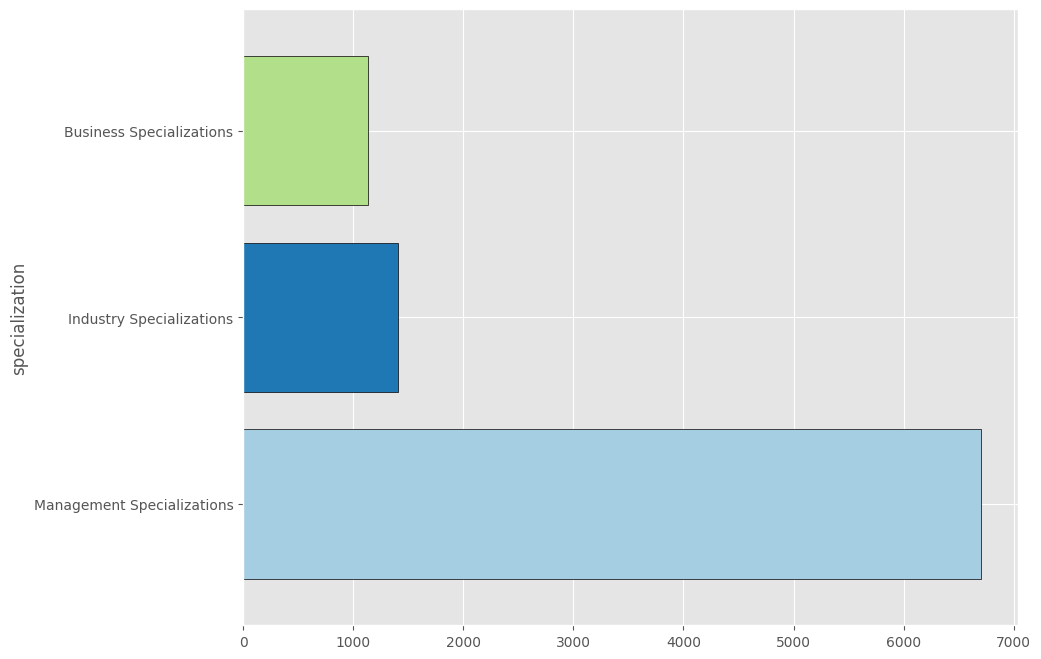 Business Specializations
Industry Specializations
specialization
Management Specializations
0 1000 2000 3000 4000 5000 6000 7000